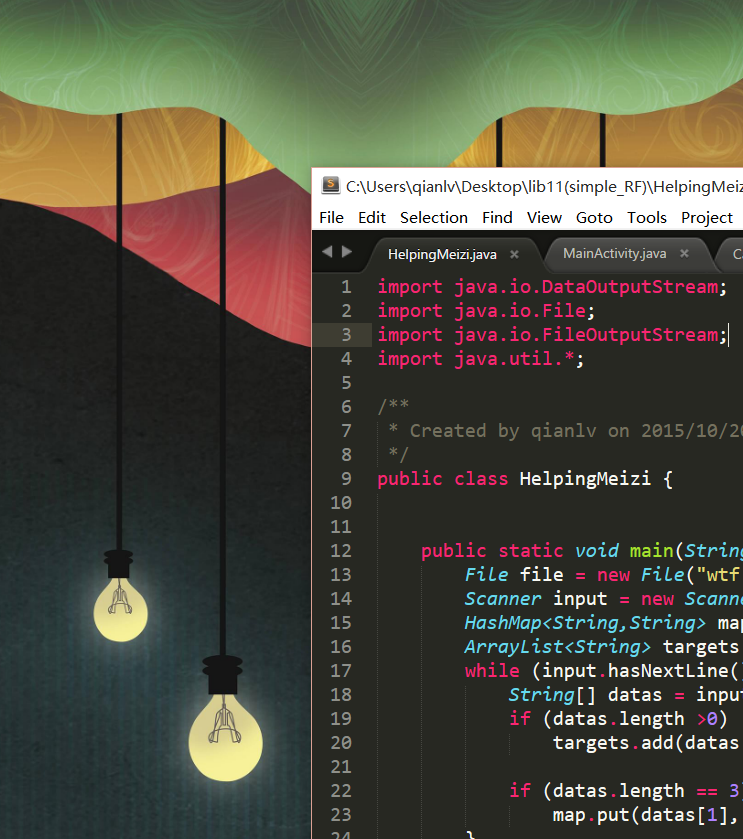 C:\Users\qianlv\Desktop\lib11(simple_RF)\HelpingMeiz
File Edit Selection Find View Goto Tools Project
HelpingMeizi.java × MainActivity.java × Ca
1 import java.io.DataOutputStream;
2 import java.io.File;
3 import java.io.FileOutputStream;
4 import java.util.*;
5
6 /**
7 * Created by qianlv on 2015/10/20
8 */
9 public class HelpingMeizi {
10
11
12 public static void main(String
13 File file = new File("wtf
14 Scanner input = new Scanne
15 HashMap<String,String> map
16 ArrayList<String> targets
17 while (input.hasNextLine()
18 String[] datas = input
19 if (datas.length >0)
20 targets.add(datas
21
22 if (datas.length == 3)
23 map.put(datas[1],
24 }